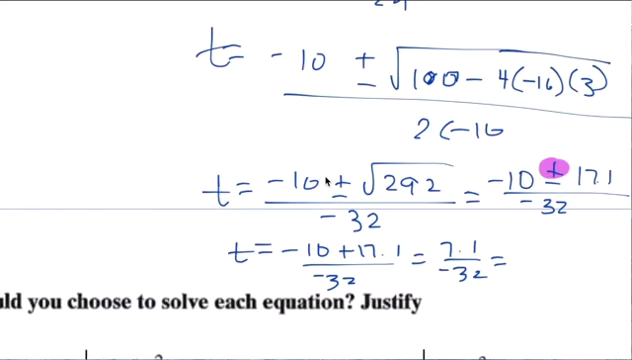 t = -10 ± √100 - 4(-16)(3)
2(-16
t = -10 ± √292 / -32 = -10 ± 17.1 / -32
t = -10 + 17.1 / -32 = 7.1 / -32 =
ld you choose to solve each equation? Justify